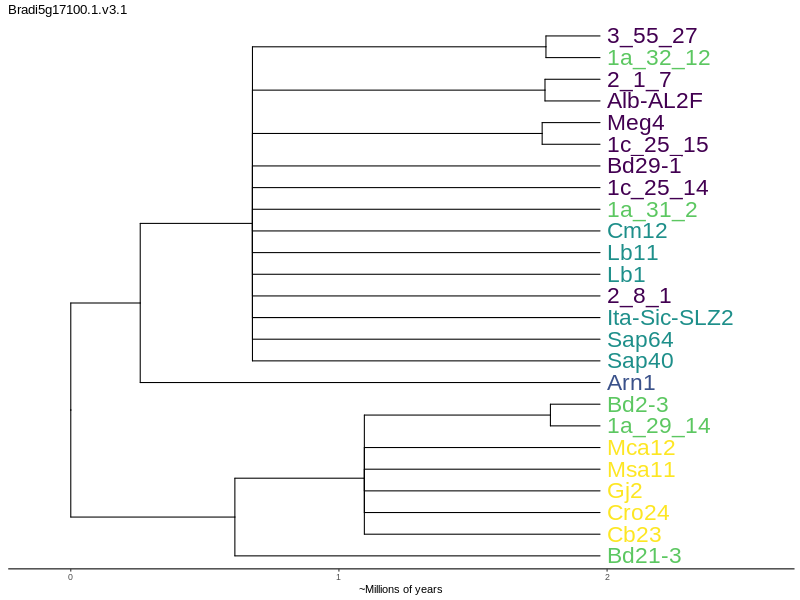 Bradi5g17100.1.v3.1
3_55_27
1a_32_12
2_1_7
Alb-AL2F
Meg4
1c_25_15
Bd29-1
1c_25_14
1a_31_2
Cm12
Lb11
Lb1
2_8_1
Ita-Sic-SLZ2
Sap64
Sap40
Arn1
Bd2-3
1a_29_14
Mca12
Msa11
Gj2
Cro24
Cb23
Bd21-3
0 1 2
~Millions of years